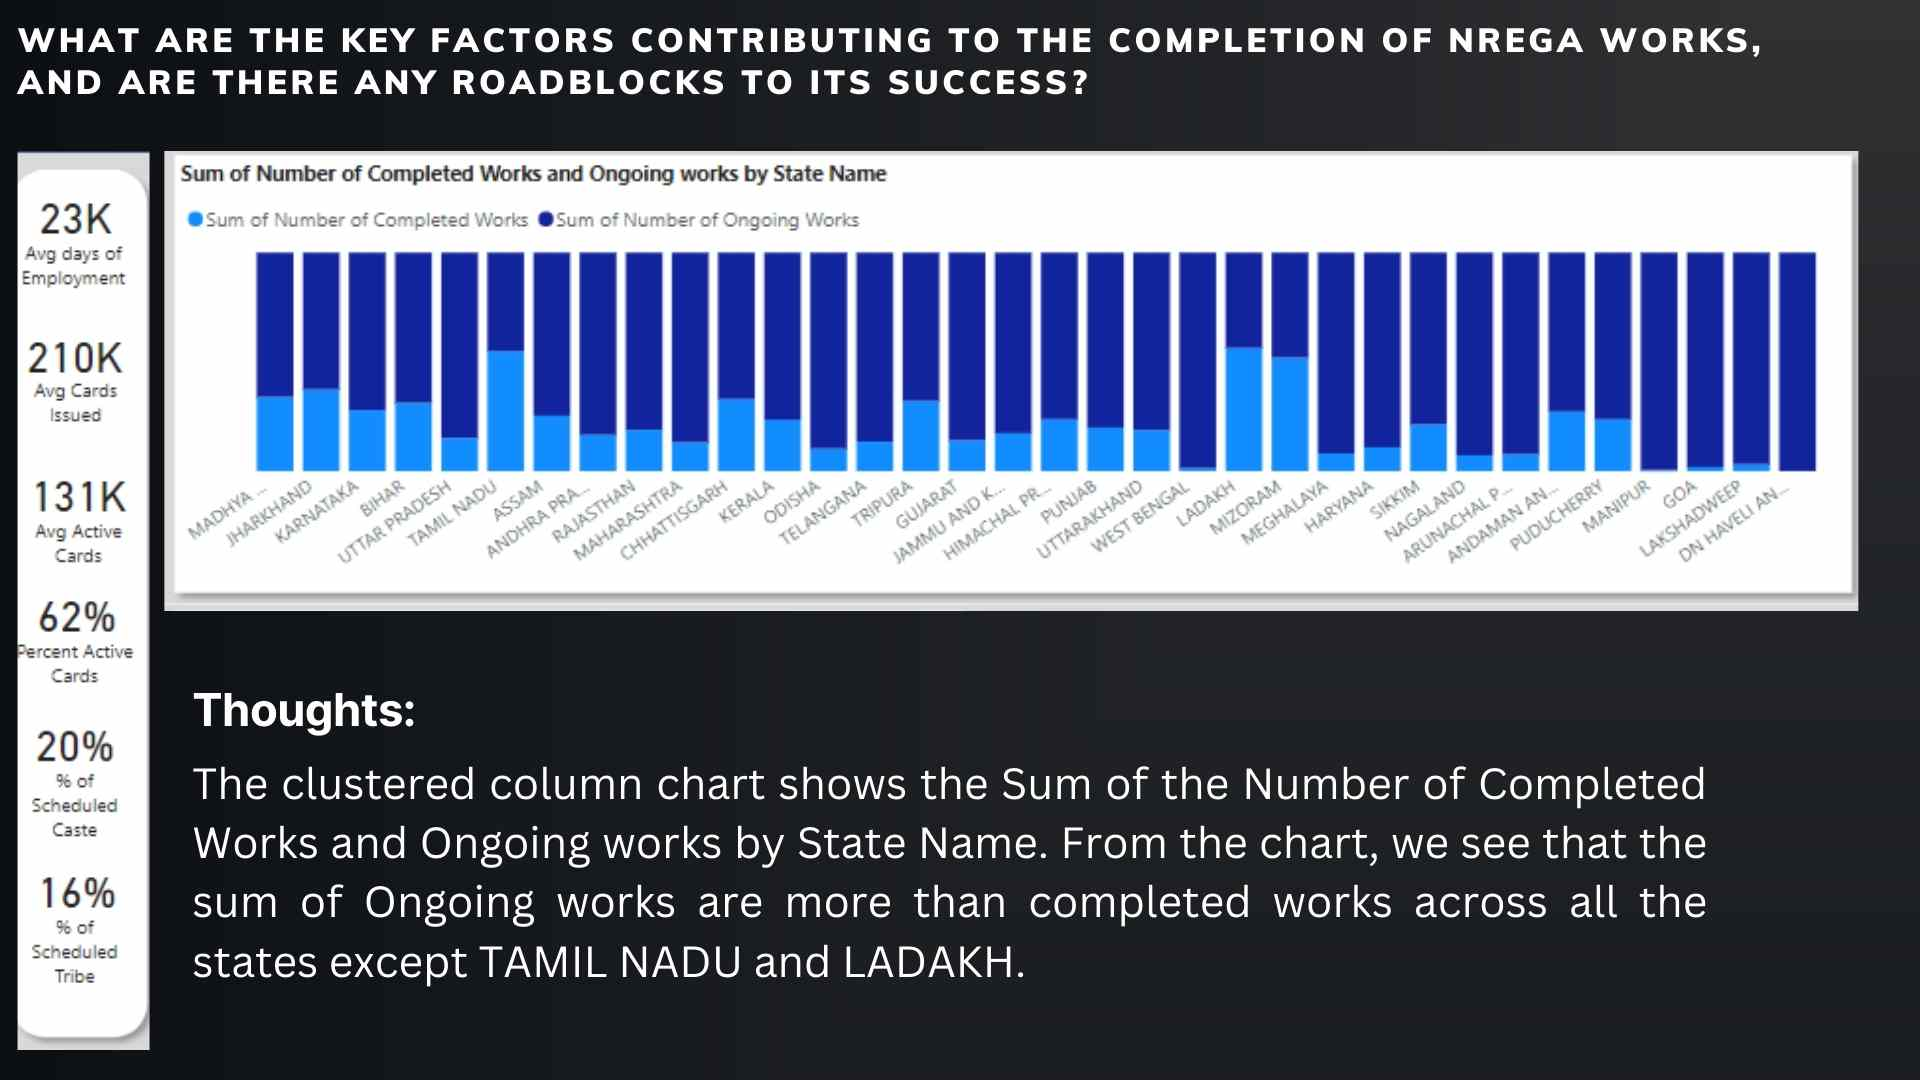 WHAT ARE THE KEY FACTORS CONTRIBUTING TO THE COMPLETION OF NREGA WORKS,
AND ARE THERE ANY ROADBLOCKS TO ITS SUCCESS?
23K
Avg days of
Employment
210K
Avg Cards
Issued
131K
Avg Active
Cards
62%
Percent Active
Cards
20%
% of
Scheduled
Caste
16%
% of
Scheduled
Tribe
Sum of Number of Completed Works and Ongoing works by State Name
Sum of Number of Completed Works Sum of Number of Ongoing Works
MADHYA ...
JHARKHAND
KARNATAKA
BIHAR
UTTAR PRADESH
TAMIL NADU
ASSAM
ANDHRA PRA...
RAJASTHAN
MAHARASHTRA
CHHATTISGARH
KERALA
ODISHA
TELANGANA
TRIPURA
GUJARAT
JAMMU AND K...
HIMACHAL PR...
PUNJAB
UTTARAKHAND
WEST BENGAL
LADAKH
MIZORAM
MEGHALAYA
HARYANA
SIKKIM
NAGALAND
ARUNACHAL P...
ANDAMAN AN...
PUDUCHERRY
MANIPUR
GOA
LAKSHADWEEP
DN HAVELI AN...
Thoughts:
The clustered column chart shows the Sum of the Number of Completed
Works and Ongoing works by State Name. From the chart, we see that the
sum of Ongoing works are more than completed works across all the
states except TAMIL NADU and LADAKH.